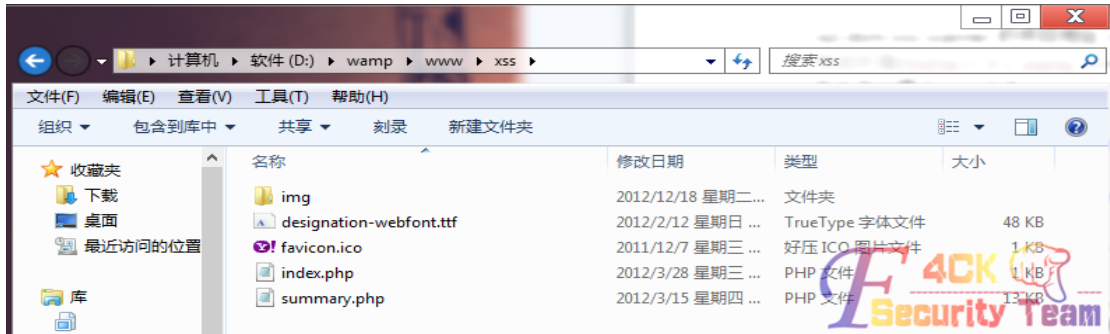 计算机 ▸ 软件 (D:) ▸ wamp ▸ www ▸ xss ▸ 搜索 xss
文件(F) 编辑(E) 查看(V) 工具(T) 帮助(H)
组织 包含到库中 共享 刻录 新建文件夹
收藏夹
下载
桌面
最近访问的位置
库
名称 修改日期 类型 大小
img 2012/12/18 星期二... 文件夹
designation-webfont.ttf 2012/2/12 星期日 ... TrueType 字体文件 48 KB
favicon.ico 2011/12/7 星期三 ... 好压 ICO 图片文件 1 KB
index.php 2012/3/28 星期三 ... PHP 文件 1 KB
summary.php 2012/3/15 星期四 ... PHP 文件 13 KB
F4CK
Security Team